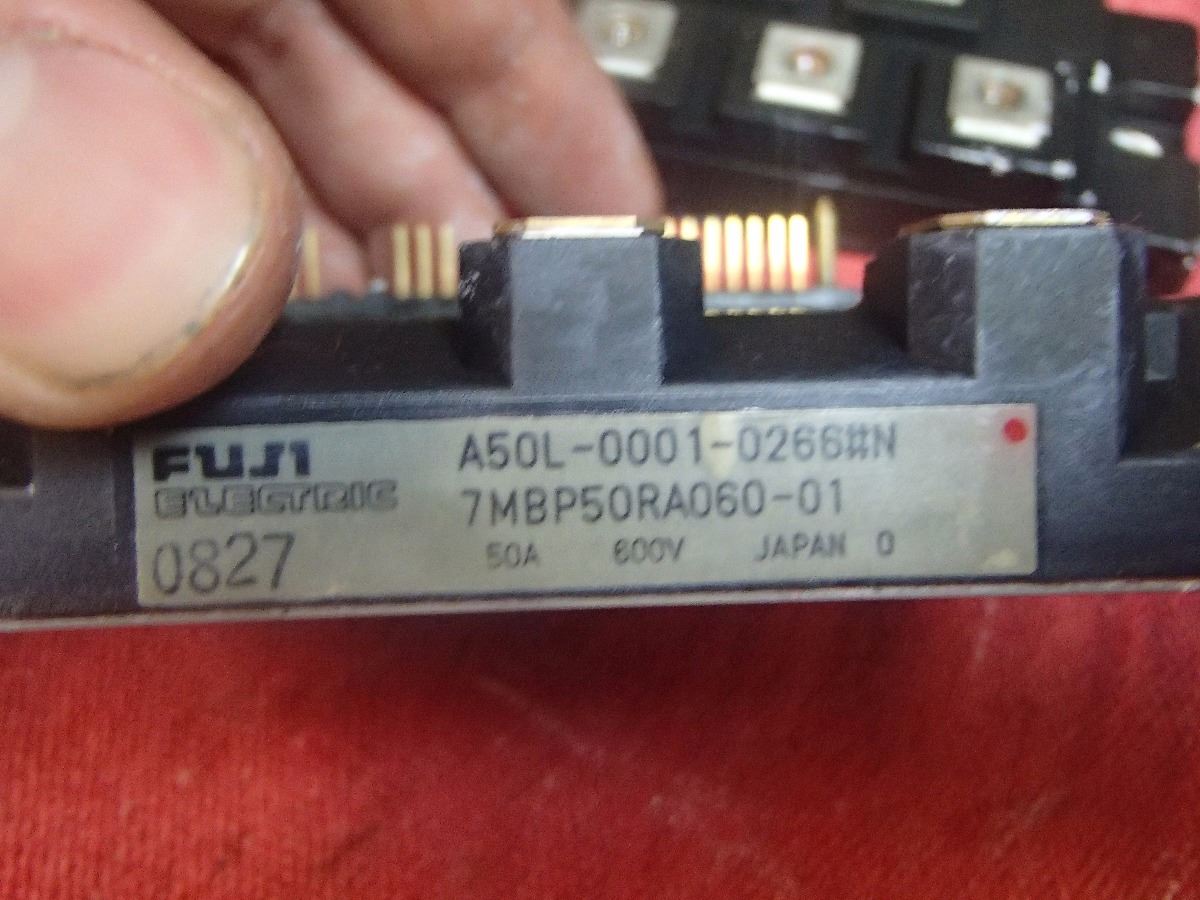 FUJI
ELECTRIC
0827
A50L-0001-0266#N
7MBP50RA060-01
50A 600V JAPAN O